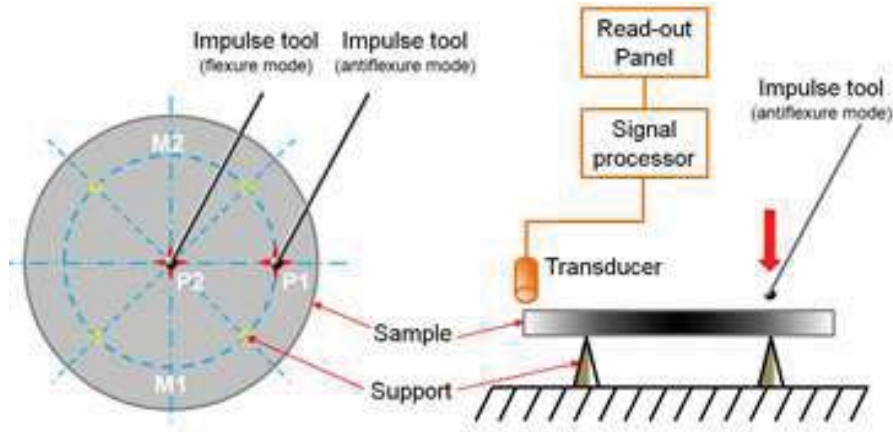 Impulse tool
(flexure mode)
Impulse tool
(antiflexure mode)
M2
P2
P1
M1
Sample
Support
Read-out
Panel
Signal
processor
Transducer
Impulse tool
(antiflexure mode)